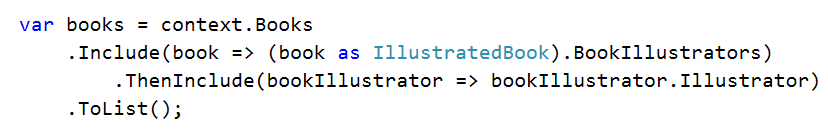 var books = context.Books
    .Include(book => (book as IllustratedBook).BookIllustrators)
        .ThenInclude(bookIllustrator => bookIllustrator.Illustrator)
    .ToList();